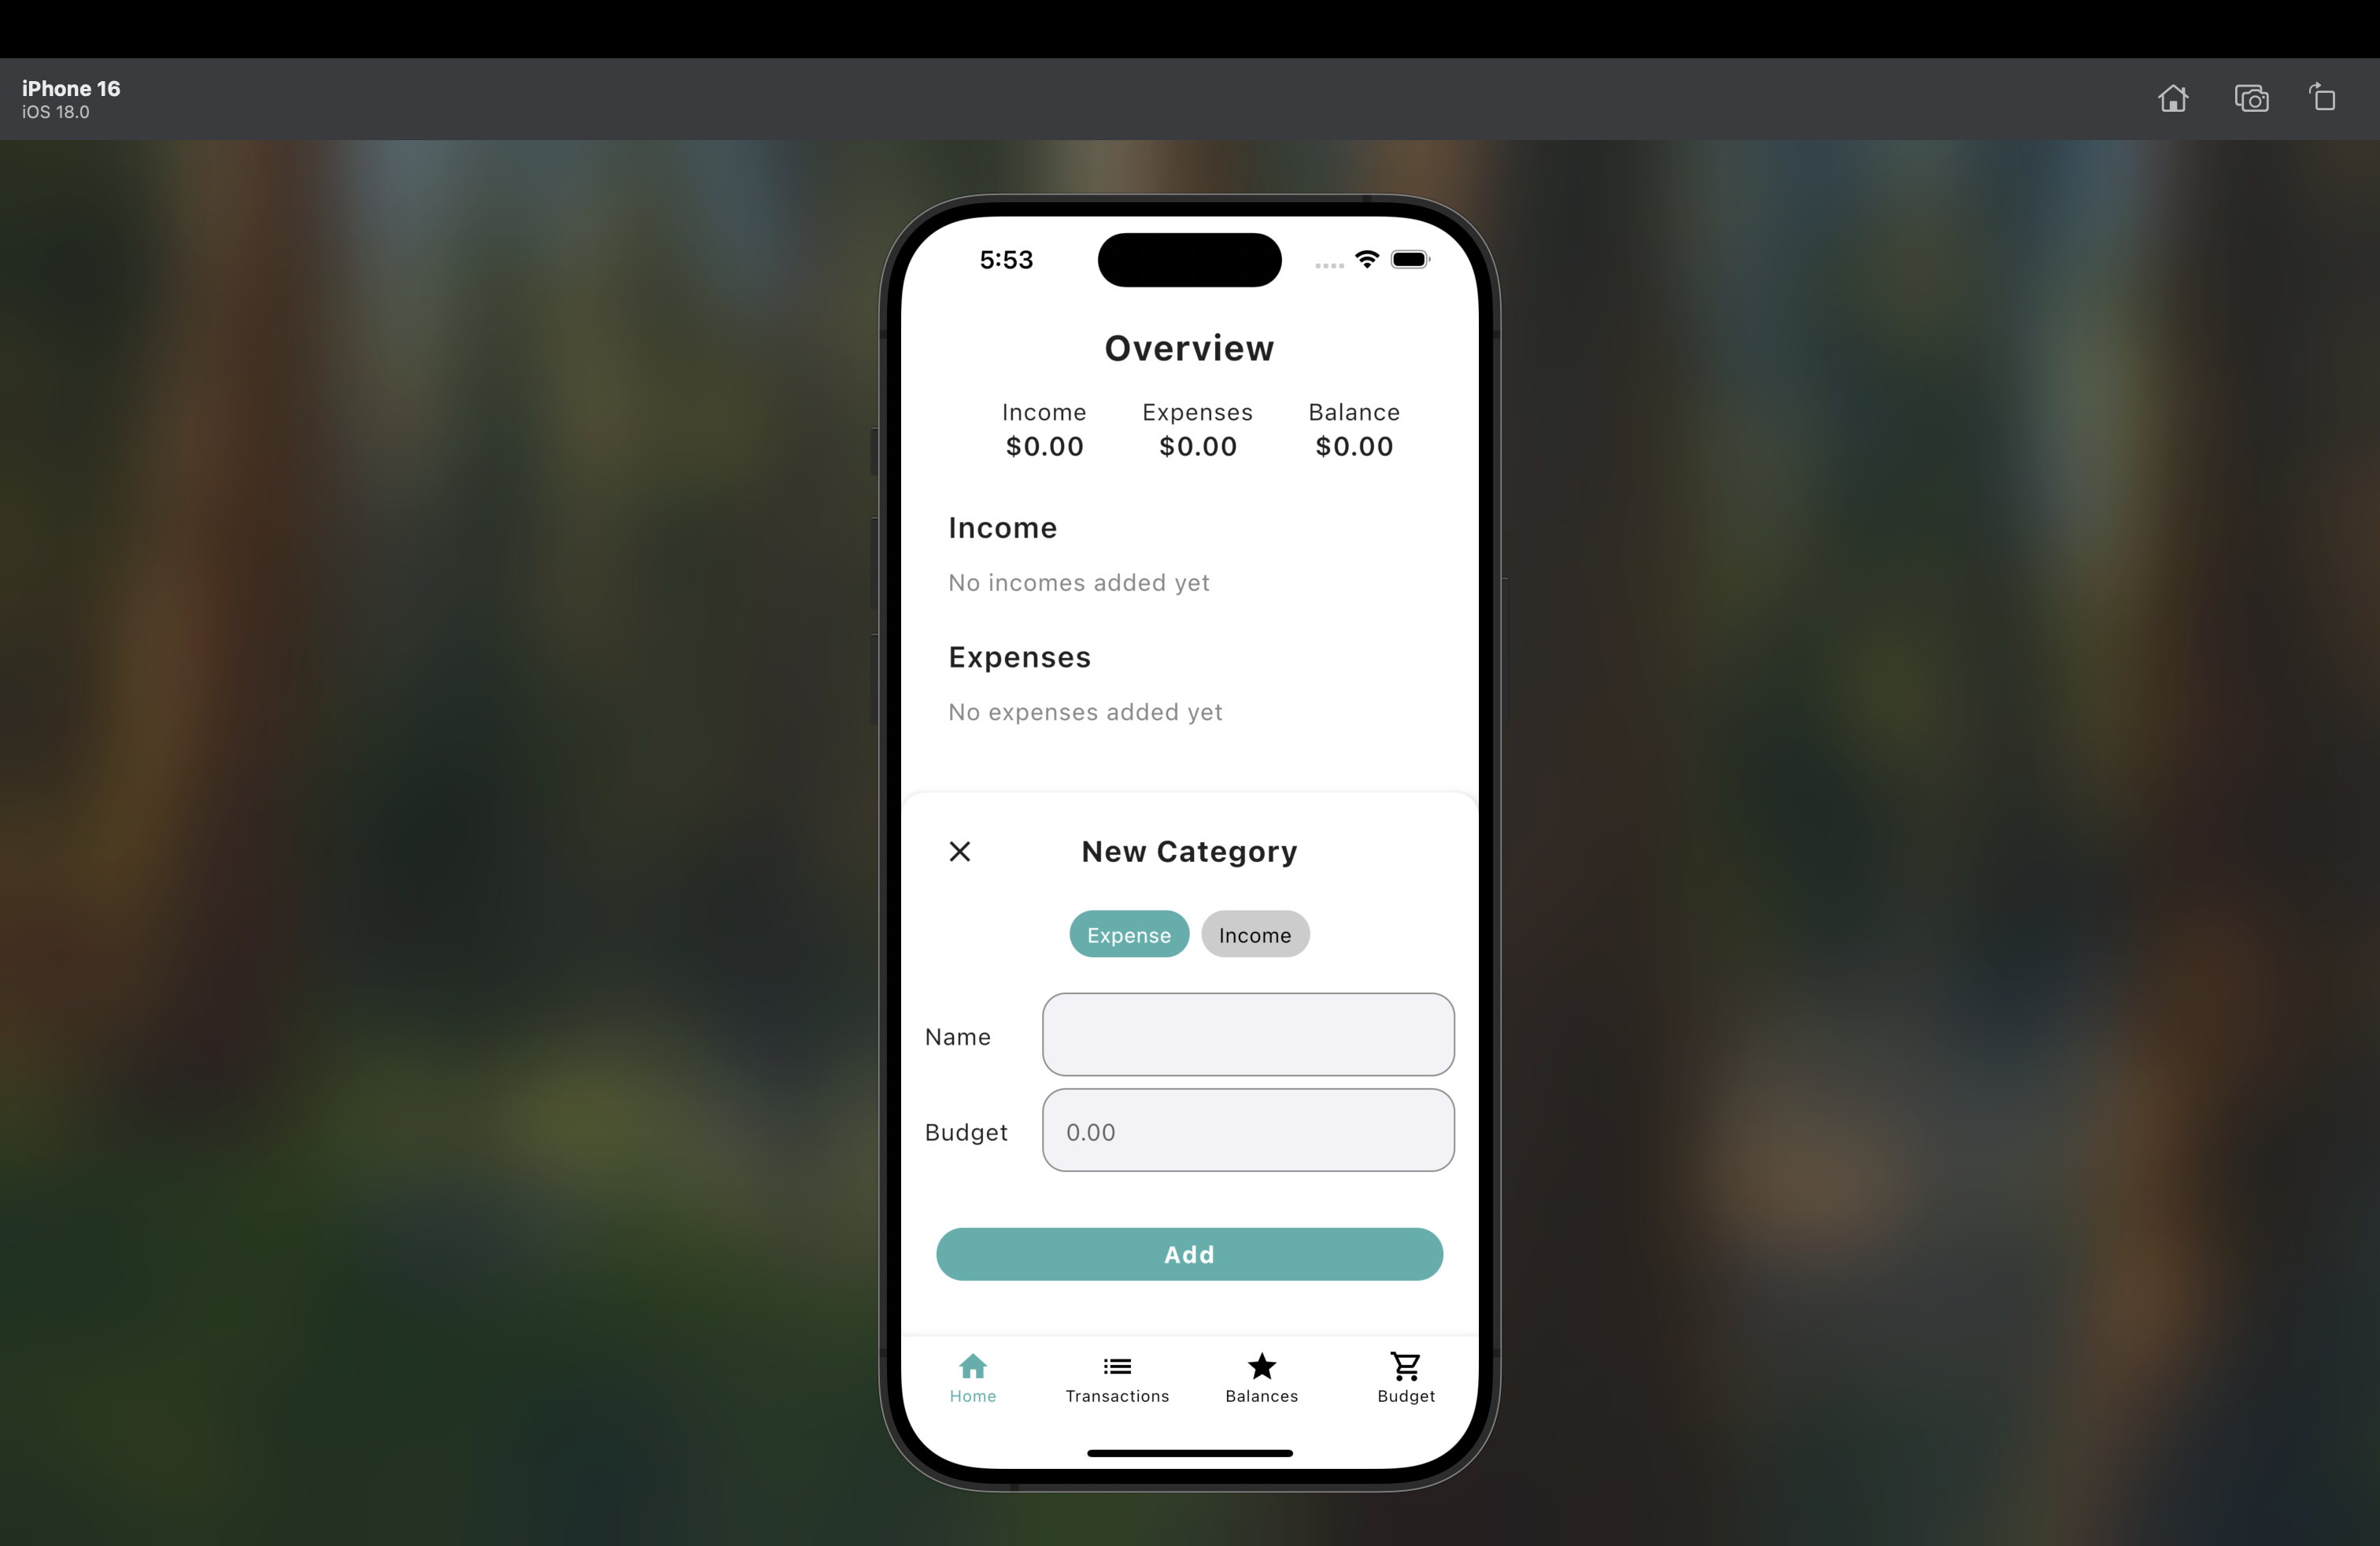 iPhone 16
iOS 18.0
5:53
Overview
Income Expenses Balance
$0.00 $0.00 $0.00
Income
No incomes added yet
Expenses
No expenses added yet
New Category
Expense Income
Name
Budget 0.00
Add
Home Transactions Balances Budget